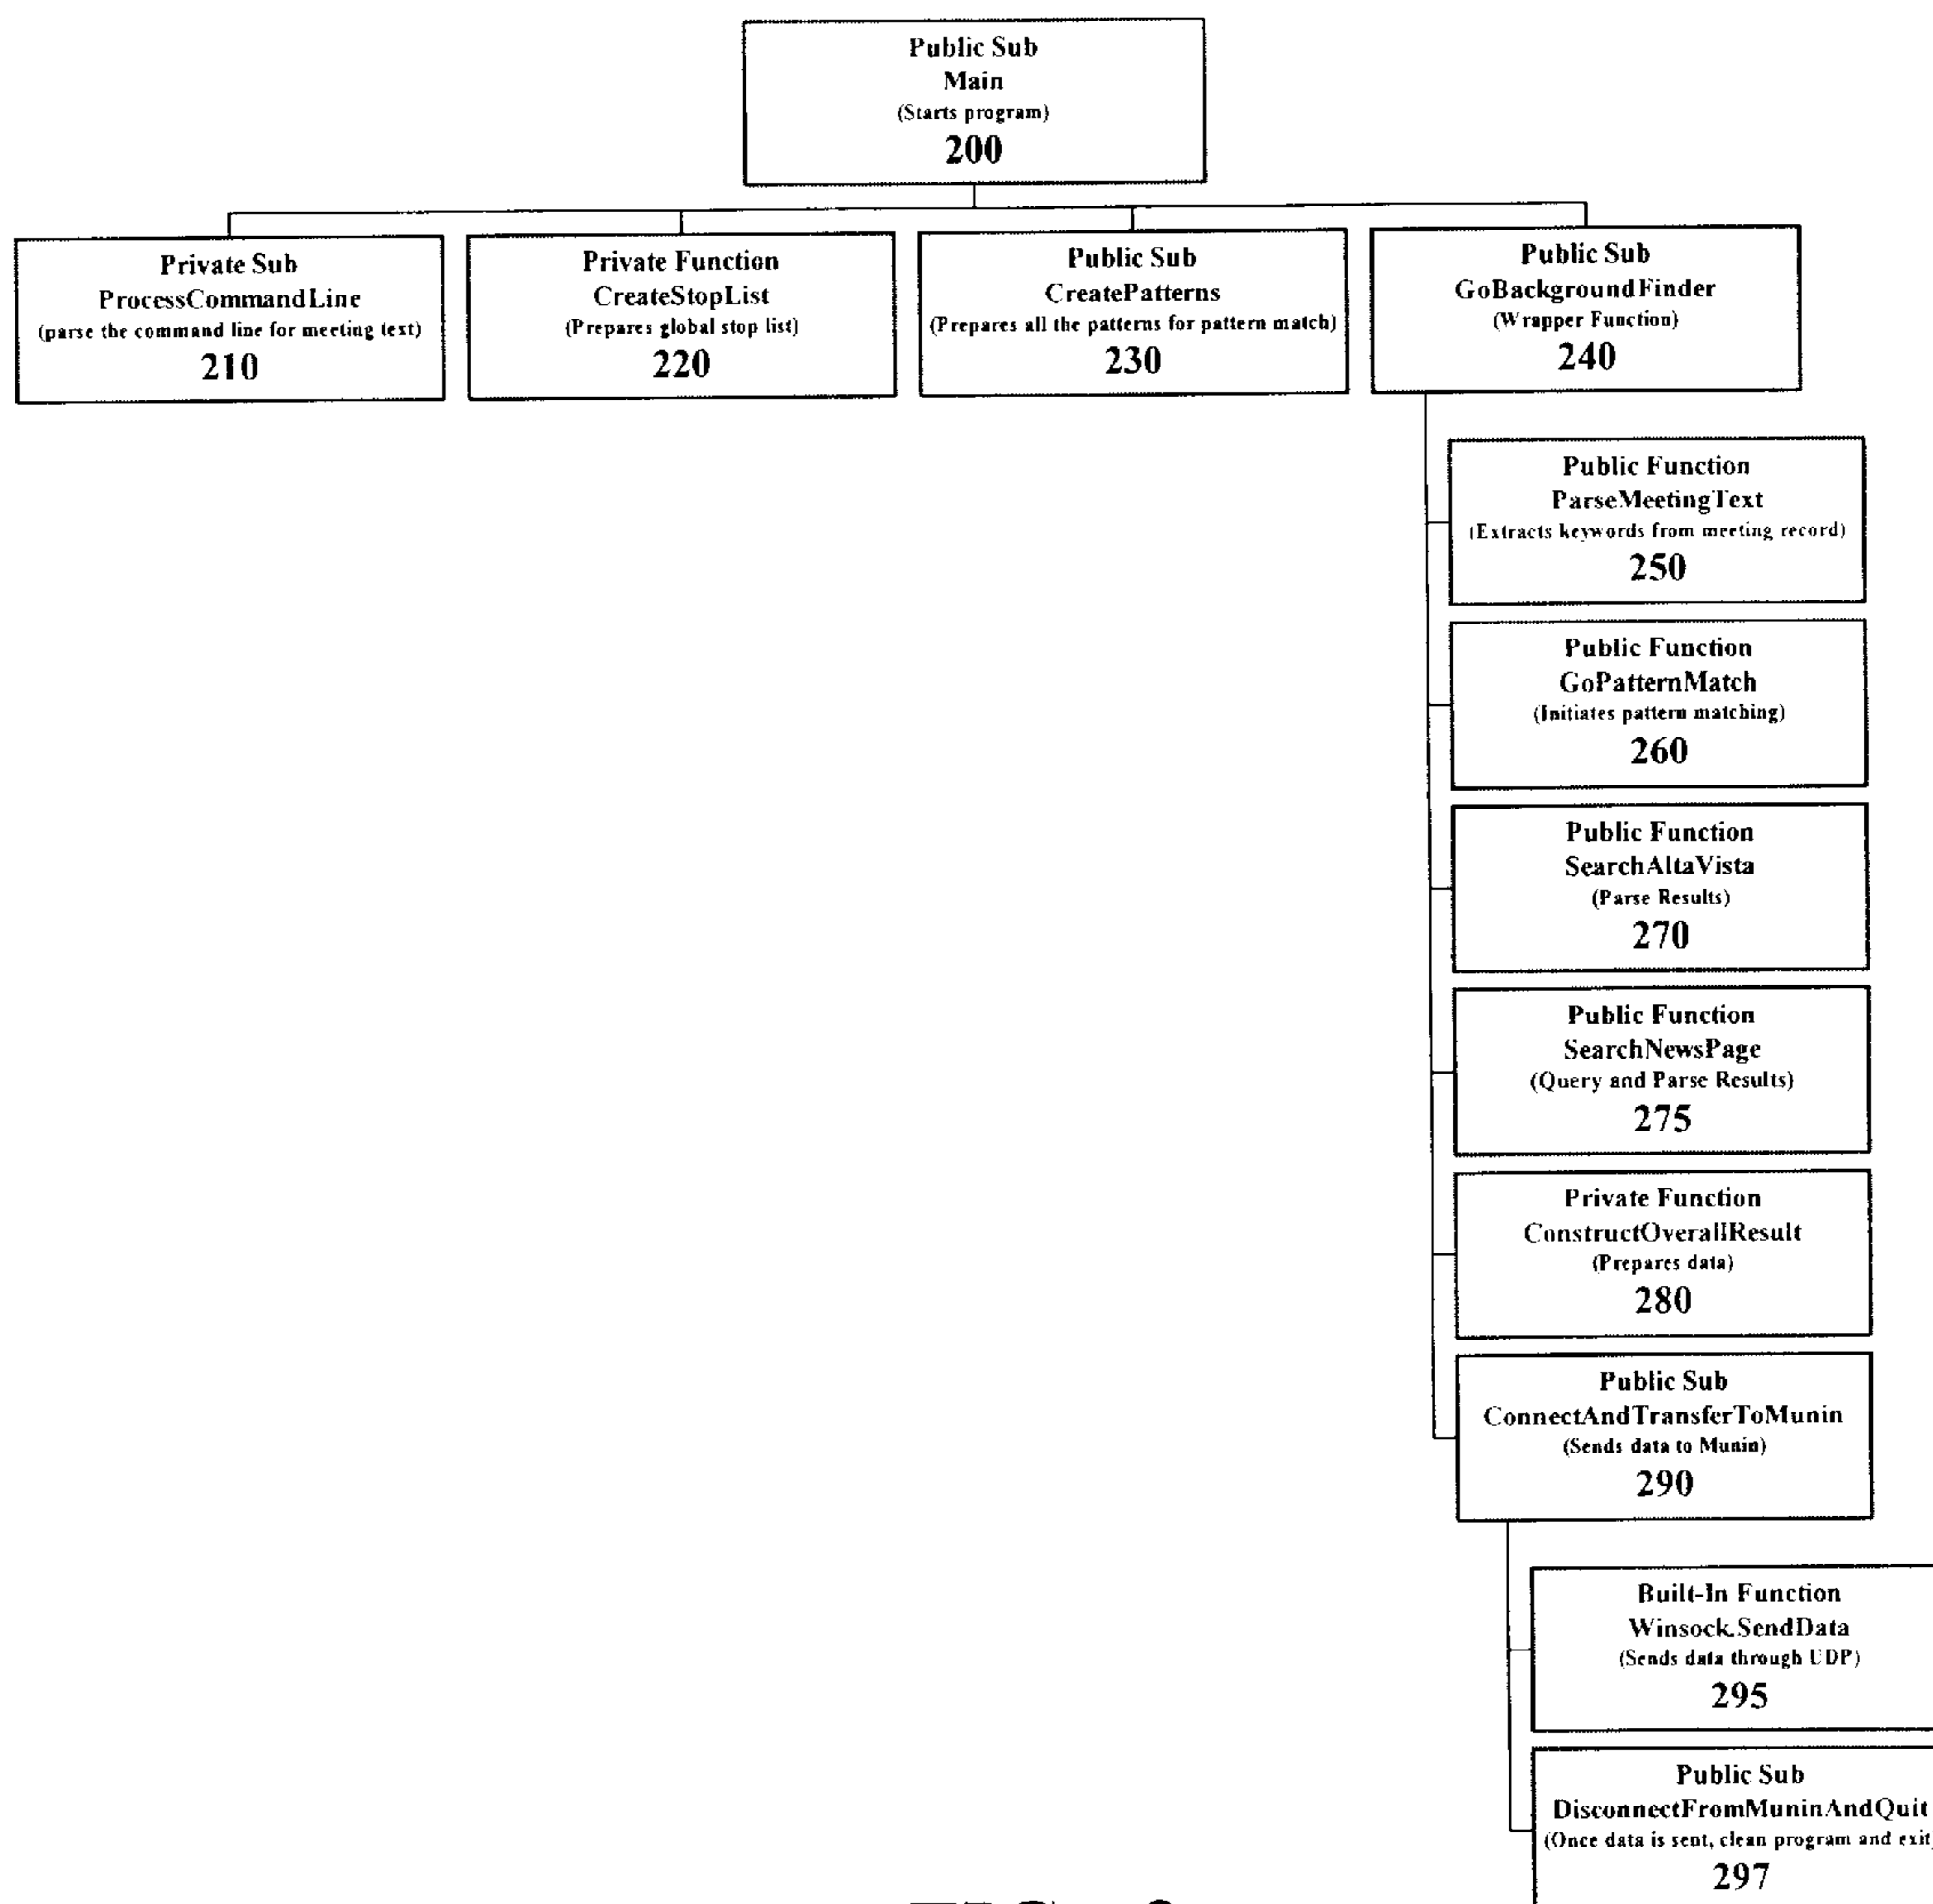 Public Sub
Main
(Starts program)
200
Private Sub
ProcessCommandLine
(parse the command line for meeting text)
210
Private Function
CreateStopList
(Prepares global stop list)
220
Public Sub
CreatePatterns
(Prepares all the patterns for pattern match)
230
Public Sub
GoBackgroundFinder
(Wrapper Function)
240
Public Function
ParseMeetingText
(Extracts keywords from meeting record)
250
Public Function
GoPatternMatch
(Initiates pattern matching)
260
Public Function
SearchAltaVista
(Parse Results)
270
Public Function
SearchNewsPage
(Query and Parse Results)
275
Private Function
ConstructOverallResult
(Prepares data)
280
Public Sub
ConnectAndTransferToMunin
(Sends data to Munin)
290
Built-In Function
Winsock.SendData
(Sends data through UDP)
295
Public Sub
DisconnectFromMuninAndQuit
(Once data is sent, clean program and exit)
297